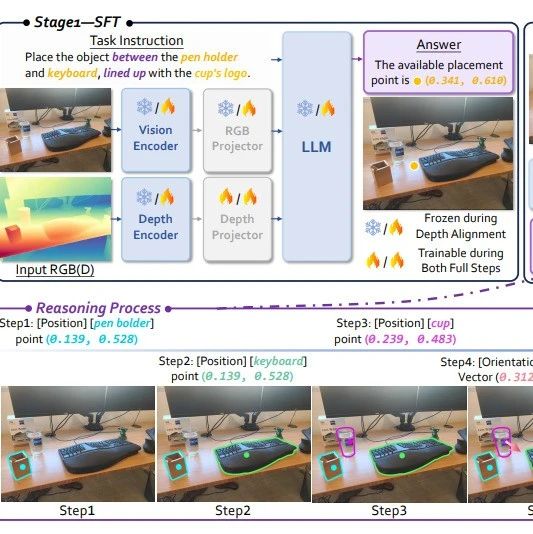 Stage1—SFT
Task Instruction
Place the object between the pen holder
and keyboard, lined up with the cup's logo.
Vision
Encoder
RGB
Projector
Depth
Encoder
Depth
Projector
LLM
Input RGB(D)
Answer
The available placement
point is (0.341, 0.610)
/ Frozen during
Depth Alignment
/ Trainable during
Both Full Steps
Reasoning Process
Step1: [Position] [pen bolder]
point (0.139, 0.528)
Step2: [Position] [keyboard]
point (0.139, 0.528)
Step3: [Position] [cup]
point (0.239, 0.483)
Step4: [Orientatio
Vector (0.312
Step1
Step2
Step3
S